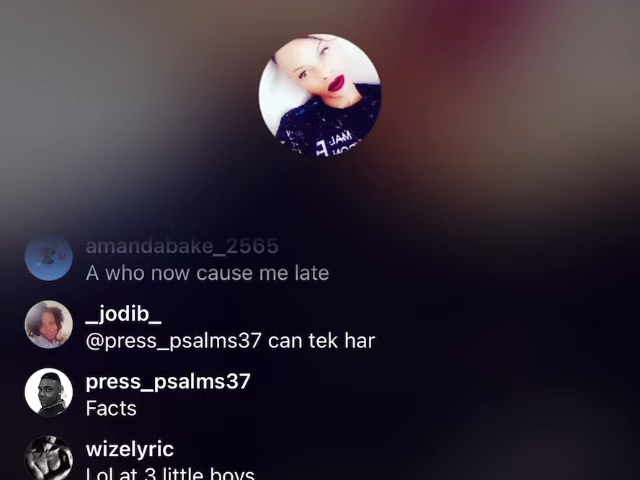 amandabake_2565
A who now cause me late
_jodib_
@press_psalms37 can tek har
press_psalms37
Facts
wizelyric
Lol at 3 little boys